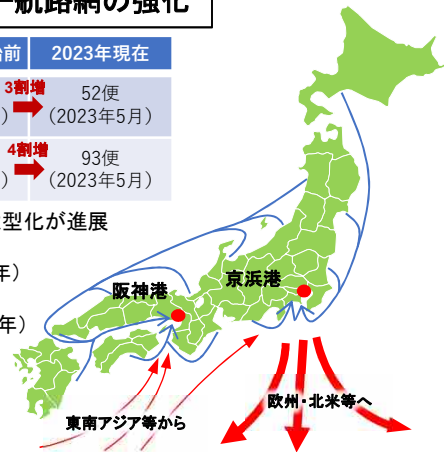 航路網の強化
前 2023年現在
3割増 52便
(2023年5月)
4割増 93便
(2023年5月)
型化が進展
年)
年)
阪神港
京浜港
東南アジア等から
欧州・北米等へ